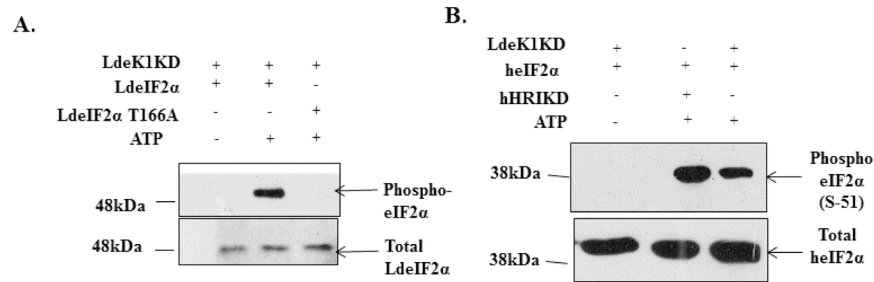 A.
LdeK1KD + + +
LdeIF2α + + -
LdeIF2α T166A - - +
ATP - + +
48kDa
Phospho-
eIF2α
48kDa
Total
LdeIF2α
B.
LdeK1KD + - +
heIF2α + + +
hHRIKD - + -
ATP - + +
38kDa
Phospho
eIF2α
(S-51)
38kDa
Total
heIF2α